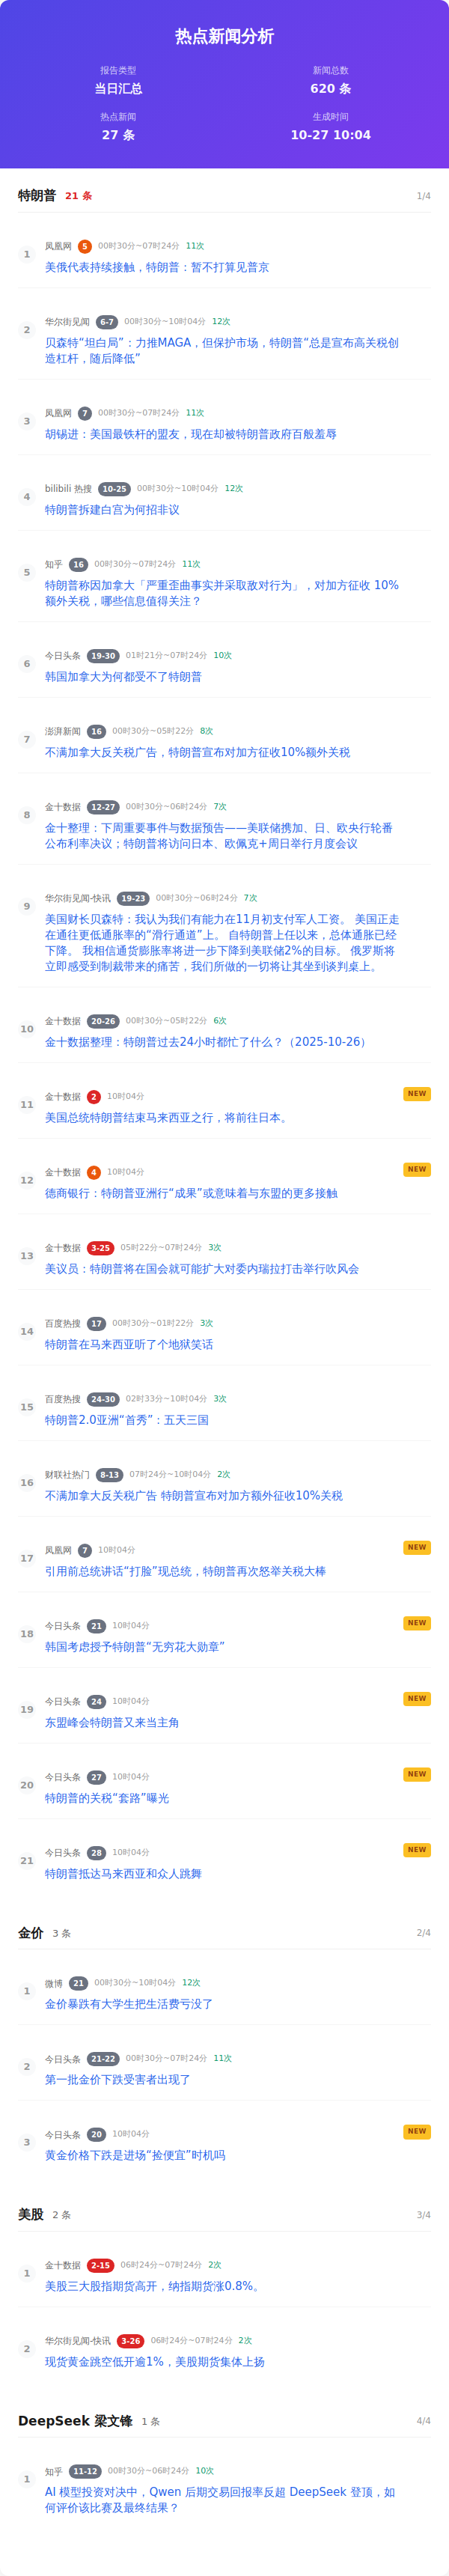 热点新闻分析
报告类型
当日汇总
新闻总数
620 条
热点新闻
27 条
生成时间
10-27 10:04
特朗普 21 条 1/4
1
凤凰网 5 00时30分~07时24分 11次
美俄代表持续接触，特朗普：暂不打算见普京
2
华尔街见闻 6-7 00时30分~10时04分 12次
贝森特“坦白局”：力推MAGA，但保护市场，特朗普“总是宣布高关税创
造杠杆，随后降低”
3
凤凰网 7 00时30分~07时24分 11次
胡锡进：美国最铁杆的盟友，现在却被特朗普政府百般羞辱
4
bilibili 热搜 10-25 00时30分~10时04分 12次
特朗普拆建白宫为何招非议
5
知乎 16 00时30分~07时24分 11次
特朗普称因加拿大「严重歪曲事实并采取敌对行为」，对加方征收 10%
额外关税，哪些信息值得关注？
6
今日头条 19-30 01时21分~07时24分 10次
韩国加拿大为何都受不了特朗普
7
澎湃新闻 16 00时30分~05时22分 8次
不满加拿大反关税广告，特朗普宣布对加方征收10%额外关税
8
金十数据 12-27 00时30分~06时24分 7次
金十整理：下周重要事件与数据预告——美联储携加、日、欧央行轮番
公布利率决议；特朗普将访问日本、欧佩克+周日举行月度会议
9
华尔街见闻-快讯 19-23 00时30分~06时24分 7次
美国财长贝森特：我认为我们有能力在11月初支付军人工资。 美国正走
在通往更低通胀率的“滑行通道”上。 自特朗普上任以来，总体通胀已经
下降。 我相信通货膨胀率将进一步下降到美联储2%的目标。 俄罗斯将
立即感受到制裁带来的痛苦，我们所做的一切将让其坐到谈判桌上。
10
金十数据 20-26 00时30分~05时22分 6次
金十数据整理：特朗普过去24小时都忙了什么？（2025-10-26）
11
金十数据 2 10时04分 NEW
美国总统特朗普结束马来西亚之行，将前往日本。
12
金十数据 4 10时04分 NEW
德商银行：特朗普亚洲行“成果”或意味着与东盟的更多接触
13
金十数据 3-25 05时22分~07时24分 3次
美议员：特朗普将在国会就可能扩大对委内瑞拉打击举行吹风会
14
百度热搜 17 00时30分~01时22分 3次
特朗普在马来西亚听了个地狱笑话
15
百度热搜 24-30 02时33分~10时04分 3次
特朗普2.0亚洲“首秀”：五天三国
16
财联社热门 8-13 07时24分~10时04分 2次
不满加拿大反关税广告 特朗普宣布对加方额外征收10%关税
17
凤凰网 7 10时04分 NEW
引用前总统讲话“打脸”现总统，特朗普再次怒举关税大棒
18
今日头条 21 10时04分 NEW
韩国考虑授予特朗普“无穷花大勋章”
19
今日头条 24 10时04分 NEW
东盟峰会特朗普又来当主角
20
今日头条 27 10时04分 NEW
特朗普的关税“套路”曝光
21
今日头条 28 10时04分 NEW
特朗普抵达马来西亚和众人跳舞
金价 3 条 2/4
1
微博 21 00时30分~10时04分 12次
金价暴跌有大学生把生活费亏没了
2
今日头条 21-22 00时30分~07时24分 11次
第一批金价下跌受害者出现了
3
今日头条 20 10时04分 NEW
黄金价格下跌是进场“捡便宜”时机吗
美股 2 条 3/4
1
金十数据 2-15 06时24分~07时24分 2次
美股三大股指期货高开，纳指期货涨0.8%。
2
华尔街见闻-快讯 3-26 06时24分~07时24分 2次
现货黄金跳空低开逾1%，美股期货集体上扬
DeepSeek 梁文锋 1 条 4/4
1
知乎 11-12 00时30分~06时24分 10次
AI 模型投资对决中，Qwen 后期交易回报率反超 DeepSeek 登顶，如
何评价该比赛及最终结果？